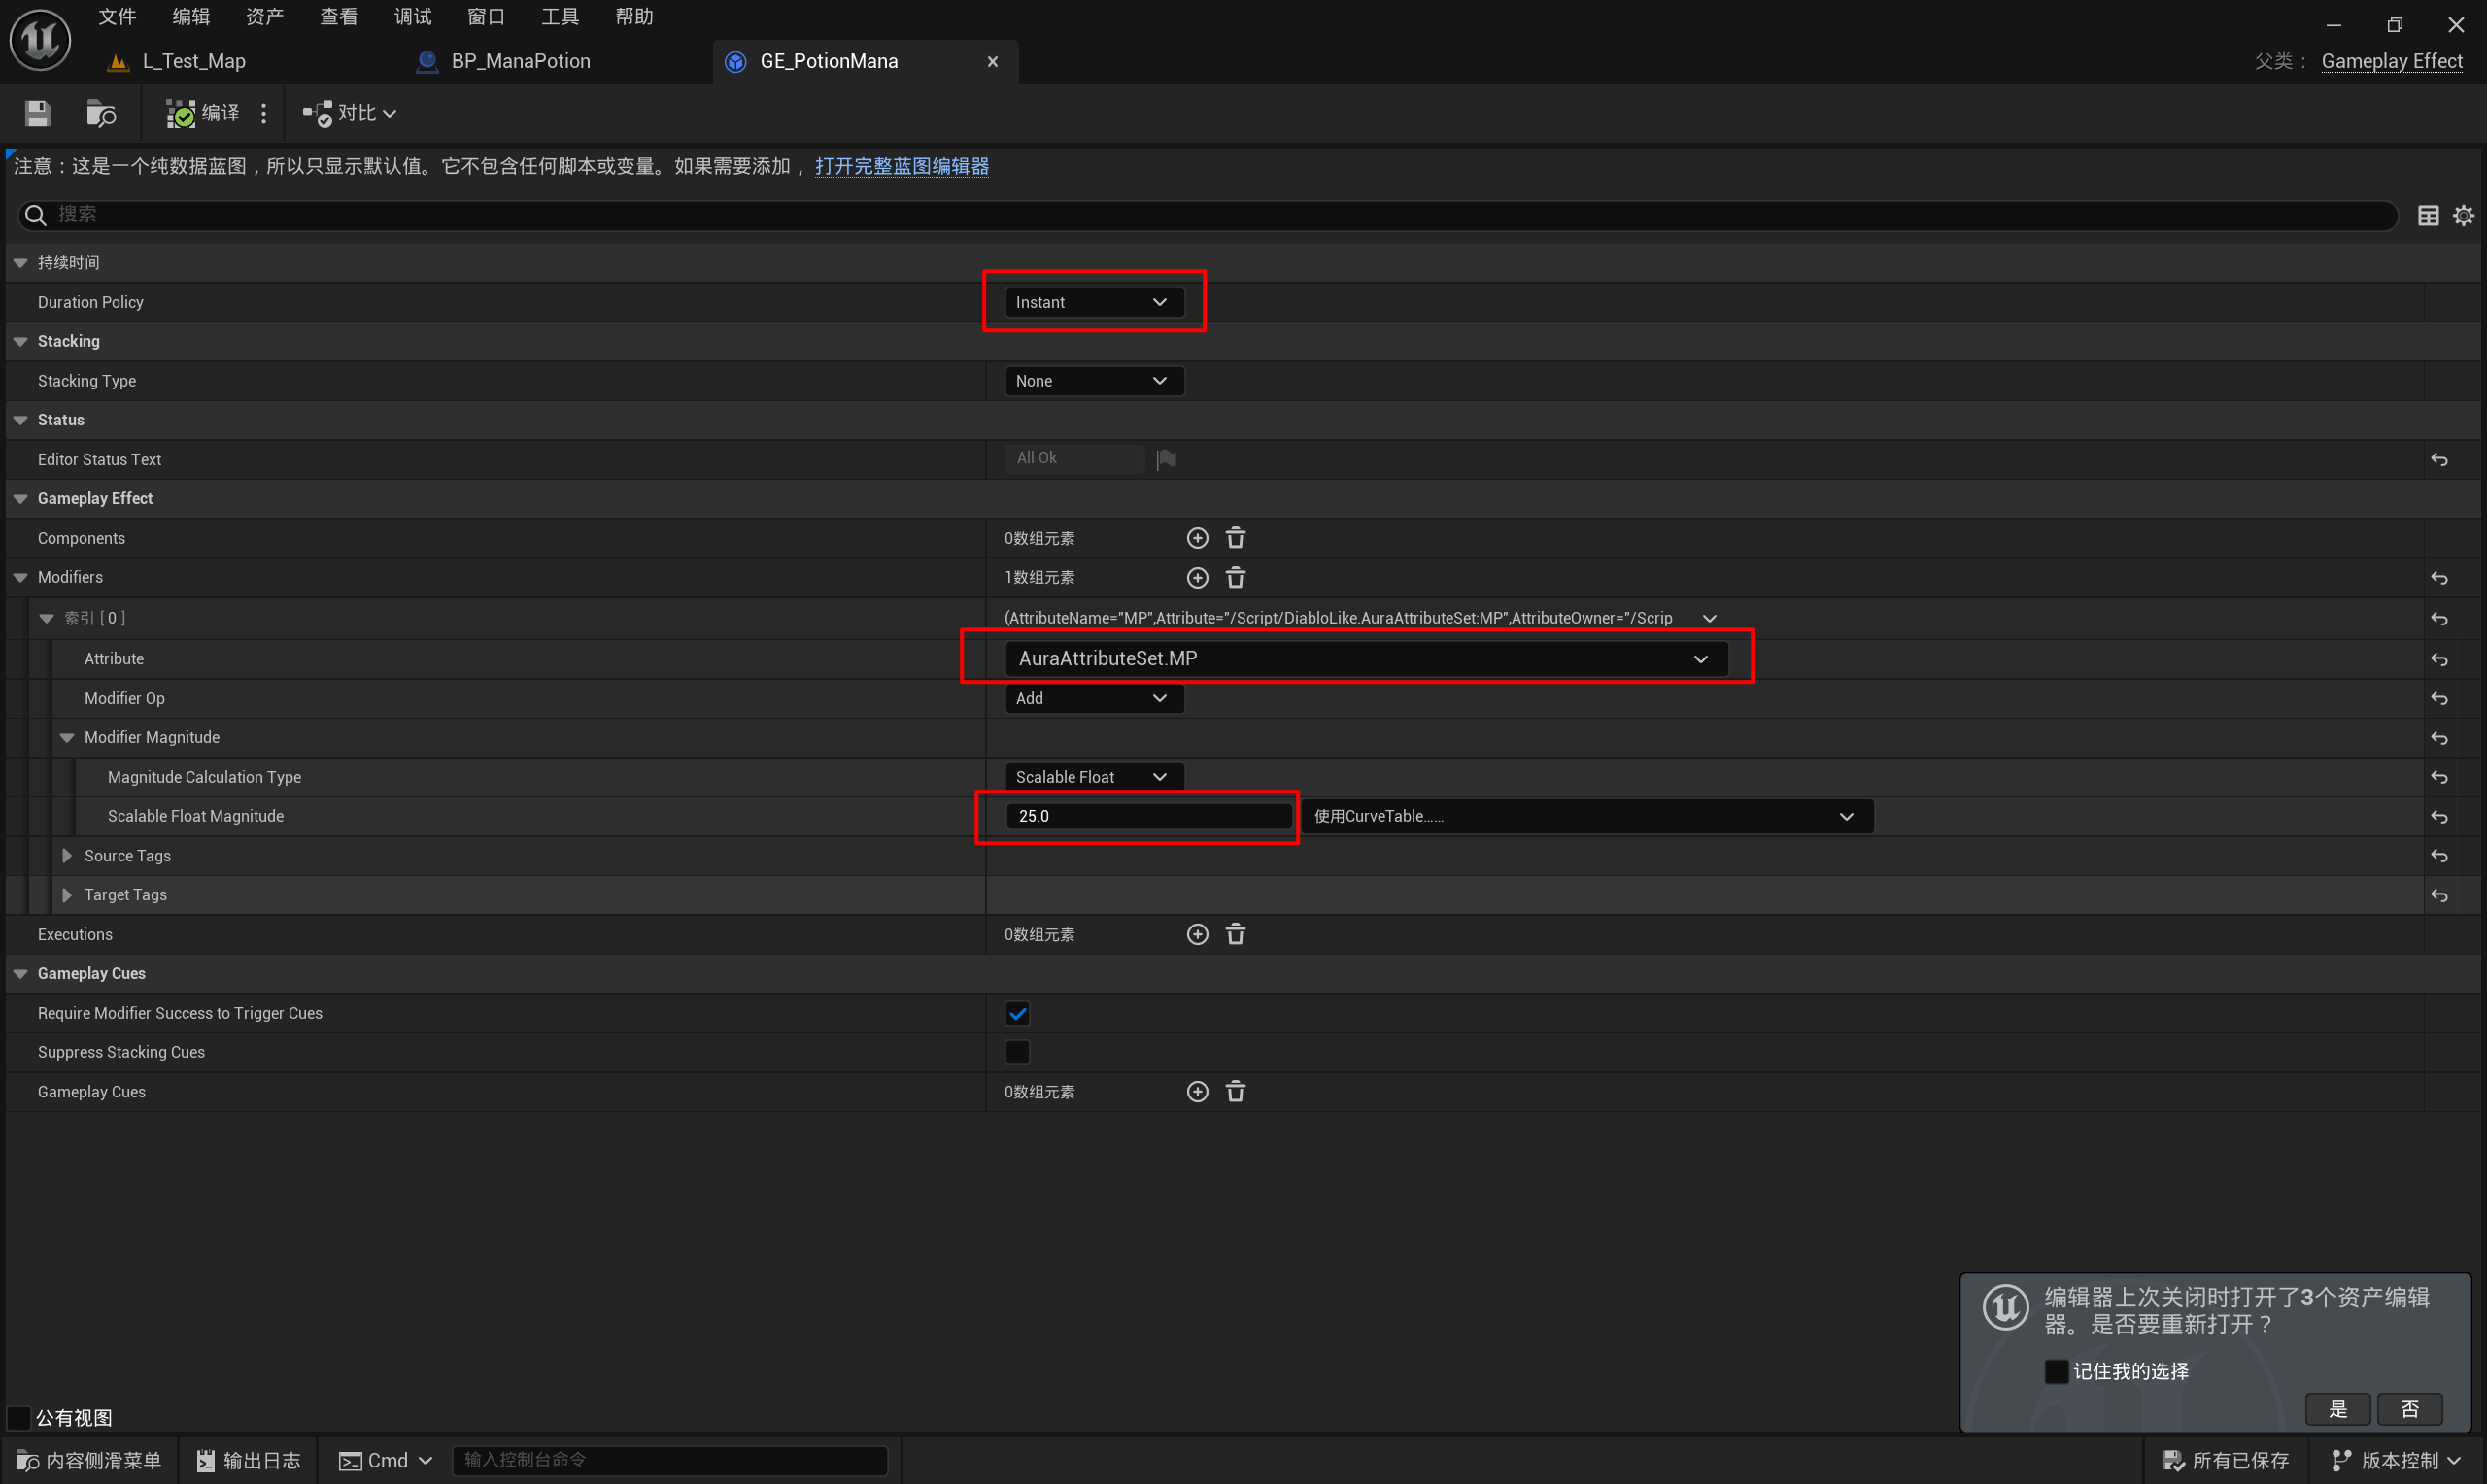 文件 编辑 资产 查看 调试 窗口 工具 帮助
L_Test_Map BP_ManaPotion GE_PotionMana 父类： Gameplay Effect
编译 对比
注意：这是一个纯数据蓝图，所以只显示默认值。它不包含任何脚本或变量。如果需要添加， 打开完整蓝图编辑器
搜索
持续时间
Duration Policy Instant
Stacking
Stacking Type None
Status
Editor Status Text All Ok
Gameplay Effect
Components 0数组元素
Modifiers 1数组元素
索引 [ 0 ] (AttributeName="MP",Attribute="/Script/DiabloLike.AuraAttributeSet:MP",AttributeOwner="/Scrip
Attribute AuraAttributeSet.MP
Modifier Op Add
Modifier Magnitude
Magnitude Calculation Type Scalable Float
Scalable Float Magnitude 25.0 使用CurveTable……
Source Tags
Target Tags
Executions 0数组元素
Gameplay Cues
Require Modifier Success to Trigger Cues
Suppress Stacking Cues
Gameplay Cues 0数组元素
编辑器上次关闭时打开了3个资产编辑
器。是否要重新打开？
记住我的选择
是 否
公有视图
内容侧滑菜单 输出日志 Cmd 输入控制台命令 所有已保存 版本控制